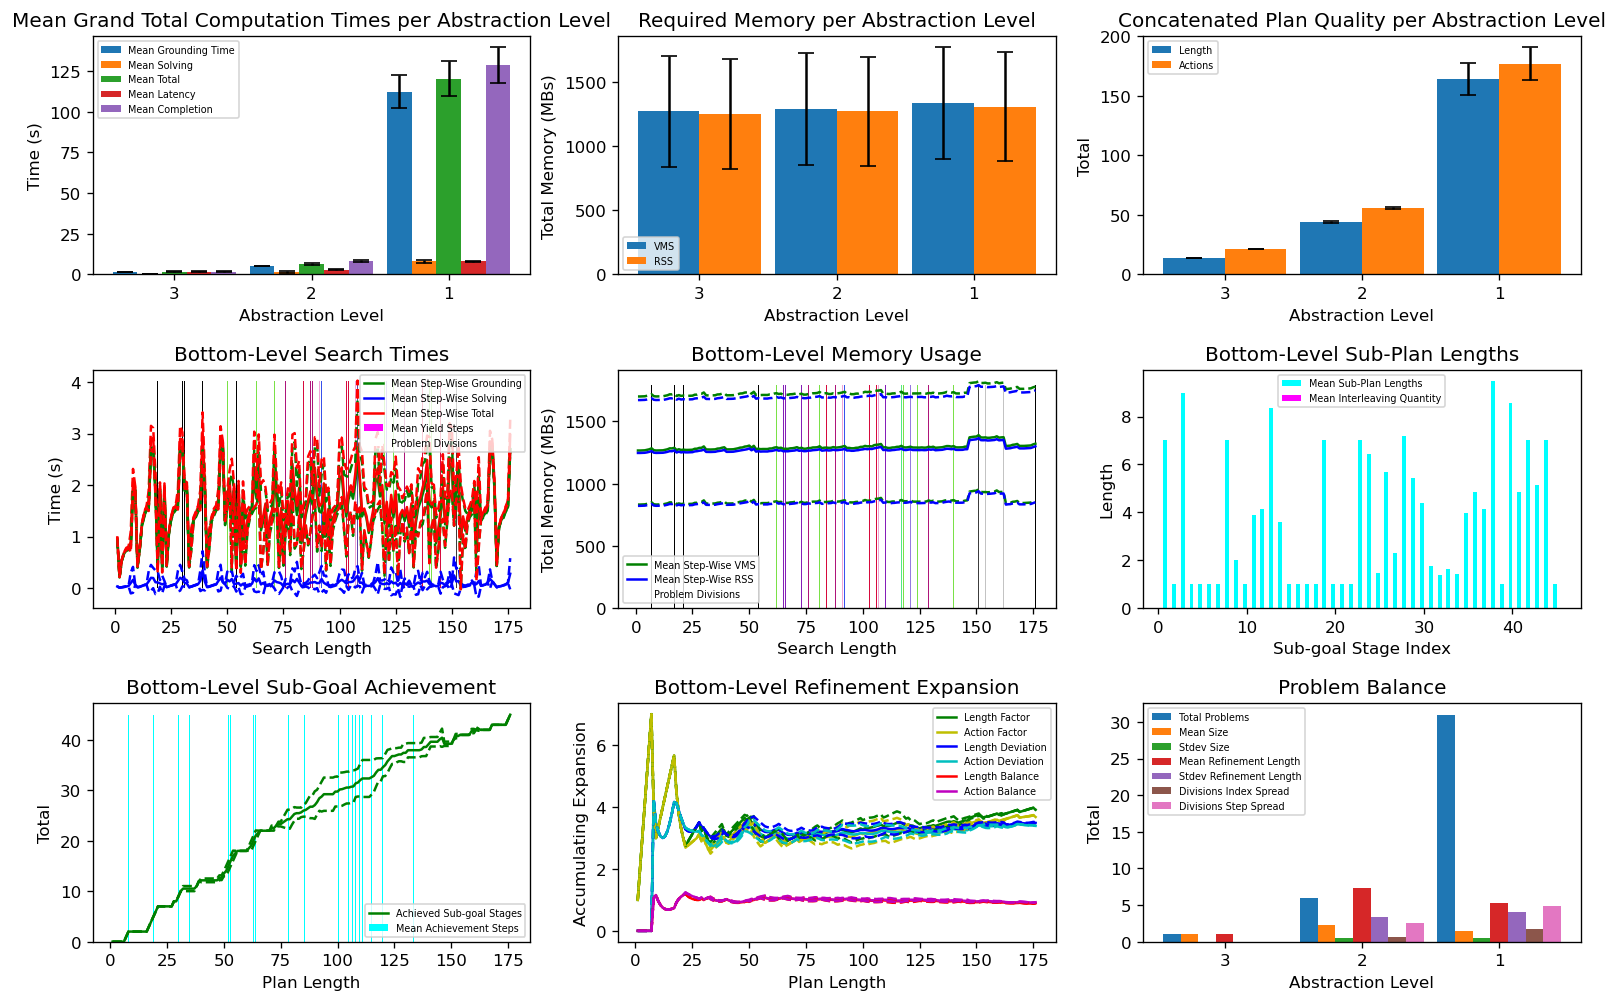 Mean Grand Total Computation Times per Abstraction Level
Time (s)
125
100
75
50
25
0
Mean Grounding Time
Mean Solving
Mean Total
Mean Latency
Mean Completion
3 2 1
Abstraction Level
Required Memory per Abstraction Level
Total Memory (MBs)
1500
1000
500
0
VMS
RSS
3 2 1
Abstraction Level
Concatenated Plan Quality per Abstraction Level
Total
200
150
100
50
0
Length
Actions
3 2 1
Abstraction Level
Bottom-Level Search Times
Time (s)
4
3
2
1
0
Mean Step-Wise Grounding
Mean Step-Wise Solving
Mean Step-Wise Total
Mean Yield Steps
Problem Divisions
0 25 50 75 100 125 150 175
Search Length
Bottom-Level Memory Usage
Total Memory (MBs)
1500
1000
500
0
Mean Step-Wise VMS
Mean Step-Wise RSS
Problem Divisions
0 25 50 75 100 125 150 175
Search Length
Bottom-Level Sub-Plan Lengths
Length
8
6
4
2
0
Mean Sub-Plan Lengths
Mean Interleaving Quantity
0 10 20 30 40
Sub-goal Stage Index
Bottom-Level Sub-Goal Achievement
Total
40
30
20
10
0
Achieved Sub-goal Stages
Mean Achievement Steps
0 25 50 75 100 125 150 175
Plan Length
Bottom-Level Refinement Expansion
Accumulating Expansion
6
4
2
0
Length Factor
Action Factor
Length Deviation
Action Deviation
Length Balance
Action Balance
0 25 50 75 100 125 150 175
Plan Length
Problem Balance
Total
30
25
20
15
10
5
0
Total Problems
Mean Size
Stdev Size
Mean Refinement Length
Stdev Refinement Length
Divisions Index Spread
Divisions Step Spread
3 2 1
Abstraction Level